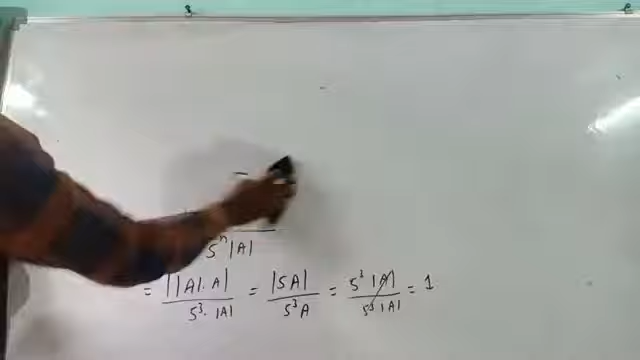 5ⁿ |A|
= ||A|·A| / 5³·|A| = |5A| / 5³A = 5³|A| / 5³|A| = 1